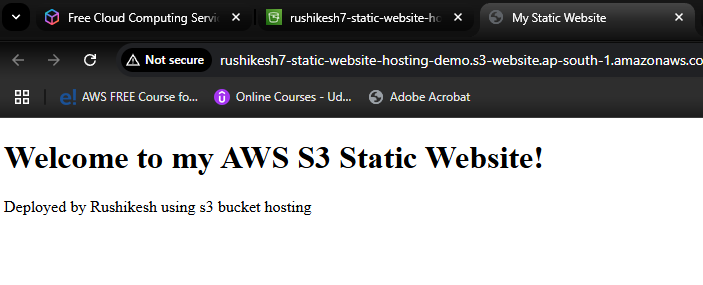 Free Cloud Computing Servi
rushikesh7-static-website-ho
My Static Website
Not secure
rushikesh7-static-website-hosting-demo.s3-website.ap-south-1.amazonaws.co
e! AWS FREE Course fo...
Online Courses - Ud...
Adobe Acrobat
Welcome to my AWS S3 Static Website!
Deployed by Rushikesh using s3 bucket hosting